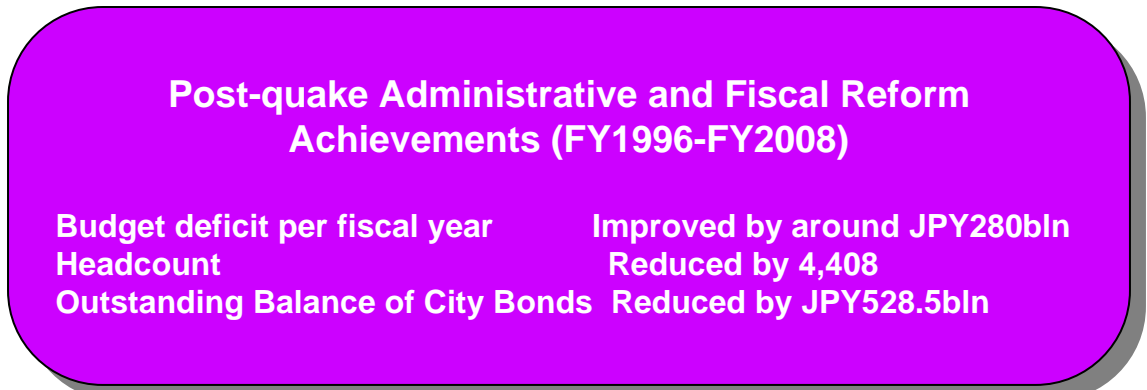 Post-quake Administrative and Fiscal Reform
Achievements (FY1996-FY2008)
Budget deficit per fiscal year Improved by around JPY280bln
Headcount Reduced by 4,408
Outstanding Balance of City Bonds Reduced by JPY528.5bln